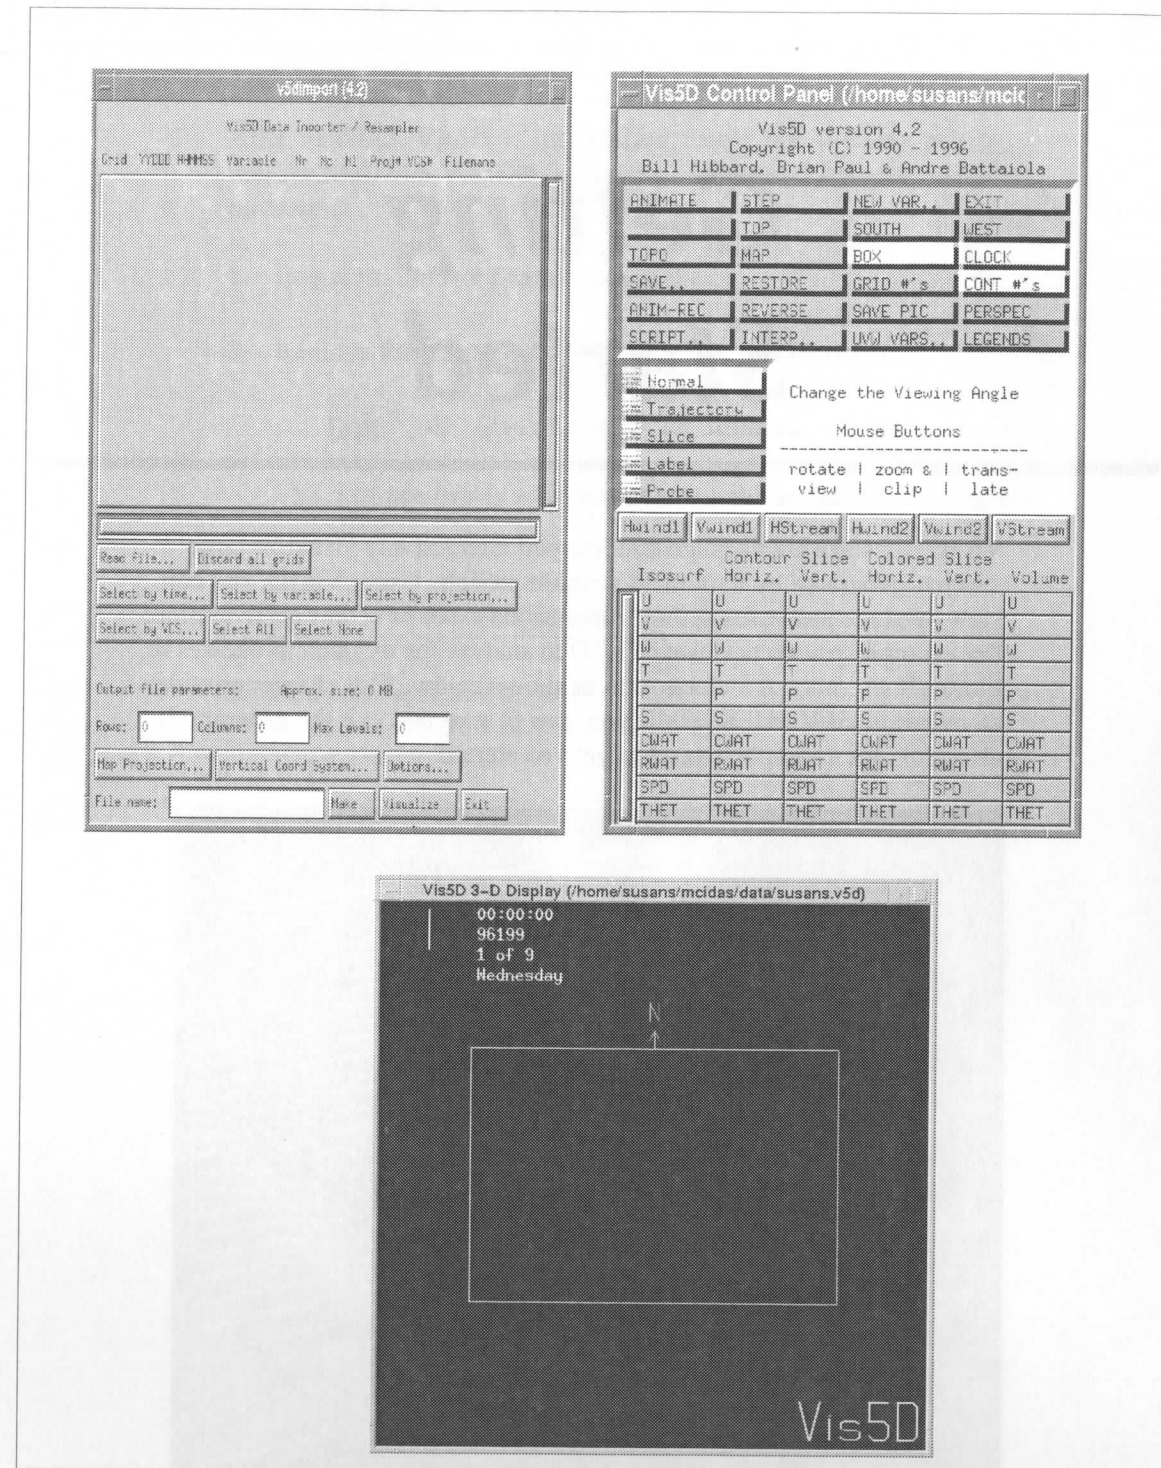 v5dimport (4.2)
Vis5D Data Importer / Resampler
Grid YYDDD HHMMSS Variable Nr Nc Nl Proj# VCS# Filename
Read File... Discard all grids
Select by time... Select by variable... Select by projection...
Select by VCS... Select All Select None
Output file parameters: Approx. size: 0 MB
Rows: 0 Columns: 0 Max Levels: 0
Map Projection... Vertical Coord System... Options...
File name: Make Visualize Exit
Vis5D Control Panel (/home/susans/mcic
Vis5D version 4.2
Copyright (C) 1990 - 1996
Bill Hibbard, Brian Paul & Andre Battaiola
ANIMATE STEP NEW VAR.. EXIT
TOP SOUTH WEST
TOPO MAP BOX CLOCK
SAVE.. RESTORE GRID #'s CONT #'s
ANIM-REC REVERSE SAVE PIC PERSPEC
SCRIPT.. INTERP.. UVW VARS.. LEGENDS
Normal
Trajectory
Slice
Label
Probe
Change the Viewing Angle
Mouse Buttons
---------------------------
rotate | zoom & | trans-
view | clip | late
Hwind1 Vwind1 HStream Hwind2 Vwind2 VStream
Contour Slice Colored Slice
Isosurf Horiz. Vert. Horiz. Vert. Volume
U U U U U U
V V V V V V
W W W W W W
T T T T T T
P P P P P P
S S S S S S
CWAT CWAT CWAT CWAT CWAT CWAT
RWAT RWAT RWAT RWAT RWAT RWAT
SPD SPD SPD SPD SPD SPD
THET THET THET THET THET THET
Vis5D 3-D Display (/home/susans/mcidas/data/susans.v5d)
00:00:00
96199
1 of 9
Wednesday
N
Vis5D